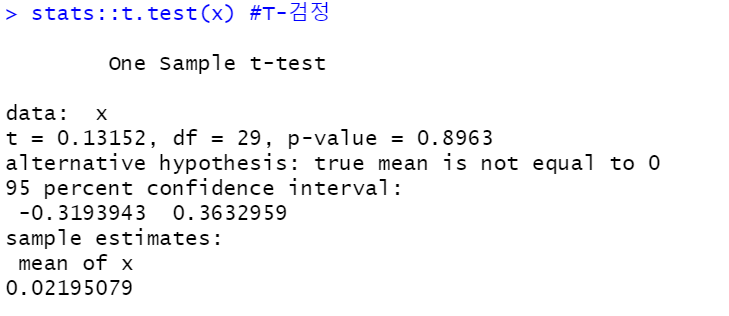 > stats::t.test(x) #T-검정
One Sample t-test
data:  x
t = 0.13152, df = 29, p-value = 0.8963
alternative hypothesis: true mean is not equal to 0
95 percent confidence interval:
-0.3193943  0.3632959
sample estimates:
mean of x
0.02195079